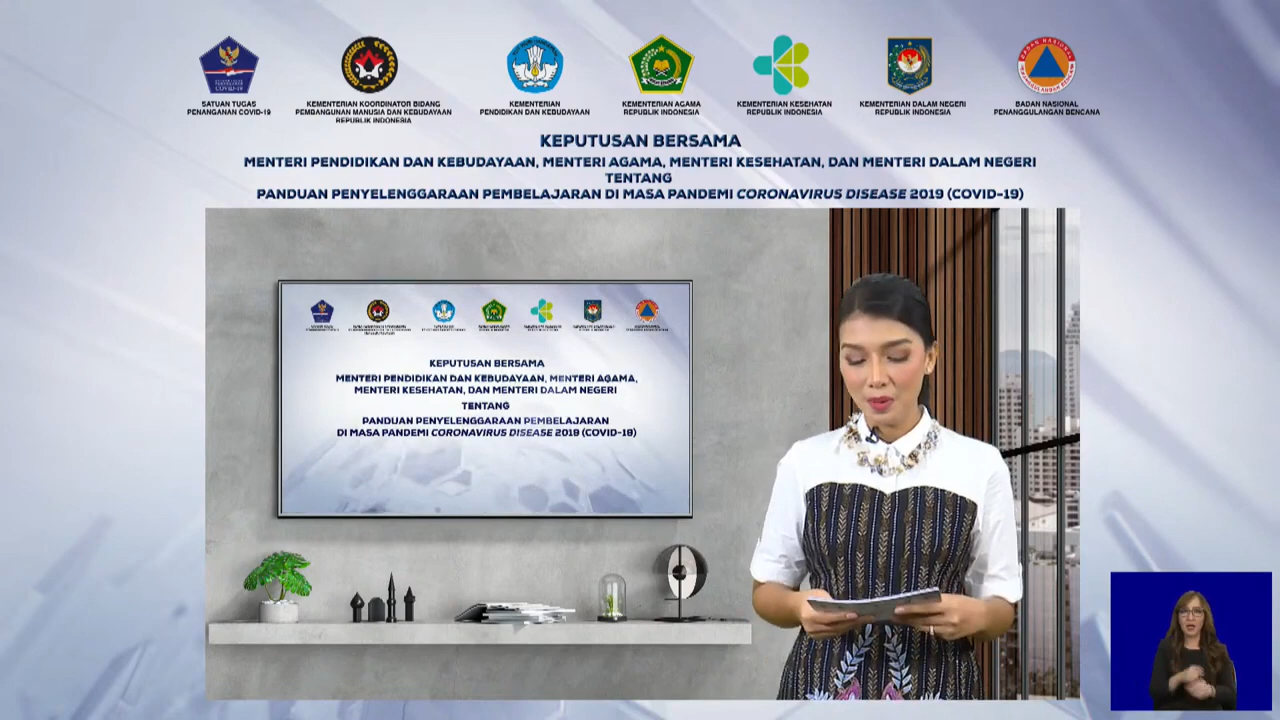 SATUAN TUGAS
PENANGANAN COVID-19
KEMENTERIAN KOORDINATOR BIDANG
PEMBANGUNAN MANUSIA DAN KEBUDAYAAN
REPUBLIK INDONESIA
KEMENTERIAN
PENDIDIKAN DAN KEBUDAYAAN
KEMENTERIAN AGAMA
REPUBLIK INDONESIA
KEMENTERIAN KESEHATAN
REPUBLIK INDONESIA
KEMENTERIAN DALAM NEGERI
REPUBLIK INDONESIA
BADAN NASIONAL
PENANGGULANGAN BENCANA
KEPUTUSAN BERSAMA
MENTERI PENDIDIKAN DAN KEBUDAYAAN, MENTERI AGAMA, MENTERI KESEHATAN, DAN MENTERI DALAM NEGERI
TENTANG
PANDUAN PENYELENGGARAAN PEMBELAJARAN DI MASA PANDEMI CORONAVIRUS DISEASE 2019 (COVID-19)
KEPUTUSAN BERSAMA
MENTERI PENDIDIKAN DAN KEBUDAYAAN, MENTERI AGAMA,
MENTERI KESEHATAN, DAN MENTERI DALAM NEGERI
TENTANG
PANDUAN PENYELENGGARAAN PEMBELAJARAN
DI MASA PANDEMI CORONAVIRUS DISEASE 2019 (COVID-19)